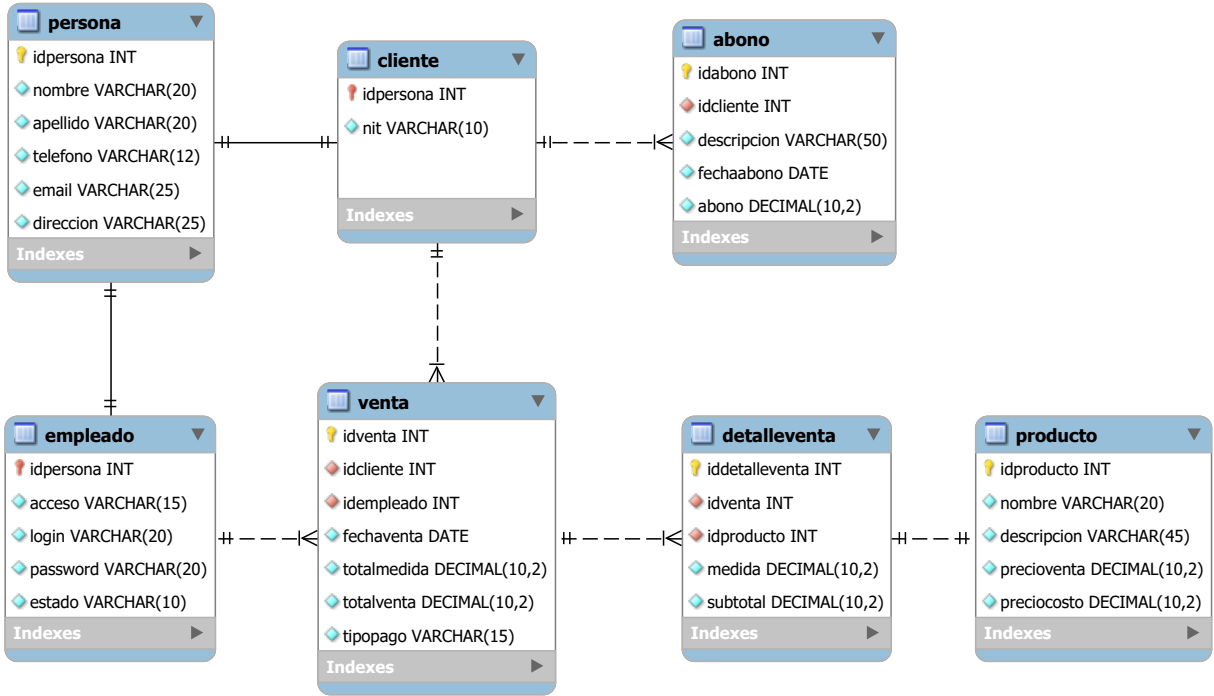 persona
idpersona INT
nombre VARCHAR(20)
apellido VARCHAR(20)
telefono VARCHAR(12)
email VARCHAR(25)
direccion VARCHAR(25)
Indexes
cliente
idpersona INT
nit VARCHAR(10)
Indexes
abono
idabono INT
idcliente INT
descripcion VARCHAR(50)
fechaabono DATE
abono DECIMAL(10,2)
Indexes
empleado
idpersona INT
acceso VARCHAR(15)
login VARCHAR(20)
password VARCHAR(20)
estado VARCHAR(10)
Indexes
venta
idventa INT
idcliente INT
idempleado INT
fechaventa DATE
totalmedida DECIMAL(10,2)
totalventa DECIMAL(10,2)
tipopago VARCHAR(15)
Indexes
detalleventa
iddetalleventa INT
idventa INT
idproducto INT
medida DECIMAL(10,2)
subtotal DECIMAL(10,2)
Indexes
producto
idproducto INT
nombre VARCHAR(20)
descripcion VARCHAR(45)
precioventa DECIMAL(10,2)
preciocosto DECIMAL(10,2)
Indexes